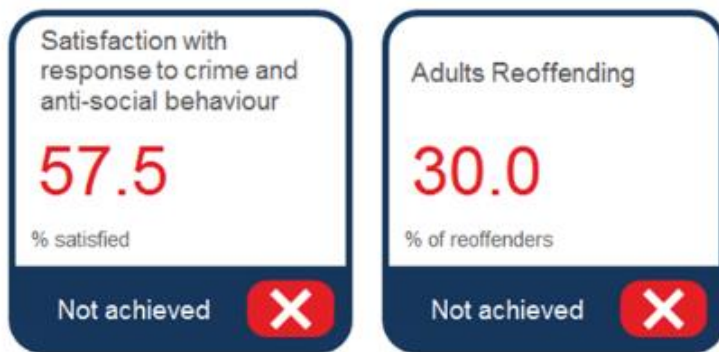 Satisfaction with
response to crime and
anti-social behaviour
57.5
% satisfied
Not achieved
Adults Reoffending
30.0
% of reoffenders
Not achieved